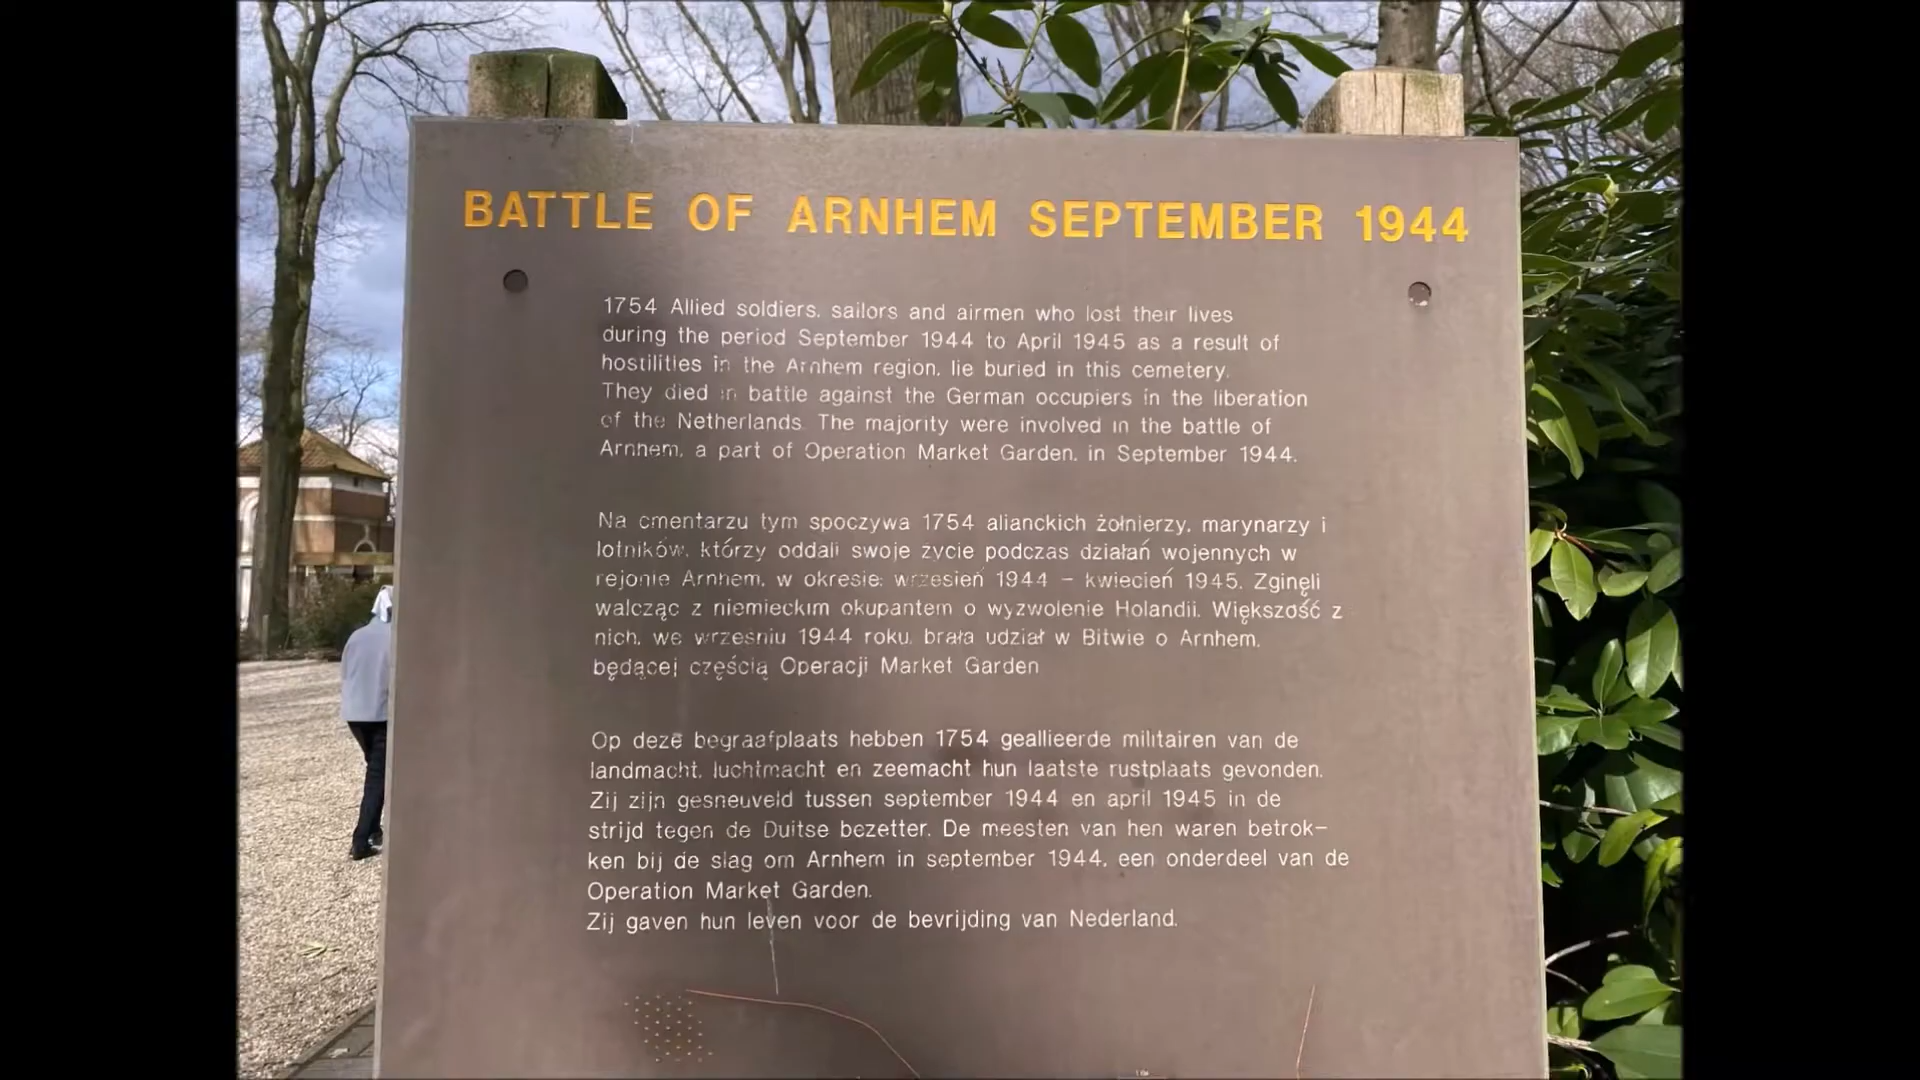 BATTLE OF ARNHEM SEPTEMBER 1944
1754 Allied soldiers, sailors and airmen who lost their lives
during the period September 1944 to April 1945 as a result of
hostilities in the Arnhem region, lie buried in this cemetery.
They died in battle against the German occupiers in the liberation
of the Netherlands. The majority were involved in the battle of
Arnhem, a part of Operation Market Garden, in September 1944.
Na cmentarzu tym spoczywa 1754 alianckich żołnierzy, marynarzy i
lotników, którzy oddali swoje życie podczas działań wojennych w
rejonie Arnhem, w okresie: wrzesień 1944 – kwiecień 1945. Zginęli
walcząc z niemieckim okupantem o wyzwolenie Holandii. Większość z
nich, we wrześniu 1944 roku, brała udział w Bitwie o Arnhem,
będącej częścią Operacji Market Garden
Op deze begraafplaats hebben 1754 geallieerde militairen van de
landmacht, luchtmacht en zeemacht hun laatste rustplaats gevonden.
Zij zijn gesneuveld tussen september 1944 en april 1945 in de
strijd tegen de Duitse bezetter. De meesten van hen waren betrok-
ken bij de slag om Arnhem in september 1944, een onderdeel van de
Operation Market Garden.
Zij gaven hun leven voor de bevrijding van Nederland.